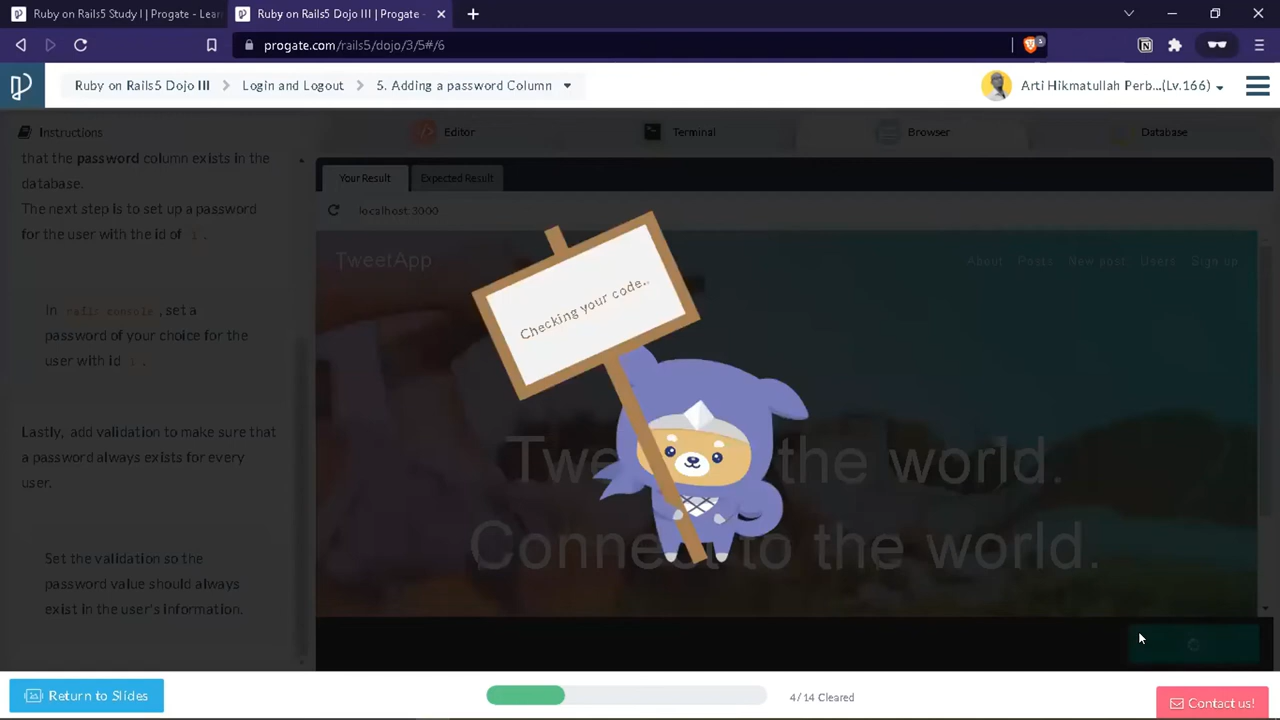 Ruby on Rails5 Study I | Progate - Lear
Ruby on Rails5 Dojo III | Progate -
progate.com/rails5/dojo/3/5#/6
3
Ruby on Rails5 Dojo III
Login and Logout
5. Adding a password Column
Arti Hikmatullah Perb...(Lv.166)
Instructions
Editor
Terminal
Browser
Database
that the password column exists in the
database.
The next step is to set up a password
for the user with the id of 1 .
In rails console , set a
password of your choice for the
user with id 1 .
Lastly, add validation to make sure that
a password always exists for every
user.
Set the validation so the
password value should always
exist in the user's information.
Your Result
Expected Result
localhost:3000
TweetApp
About
Posts
New post
Users
Sign up
Checking your code..
Twe the world.
Connect to the world.
Return to Slides
4/14 Cleared
Contact us!